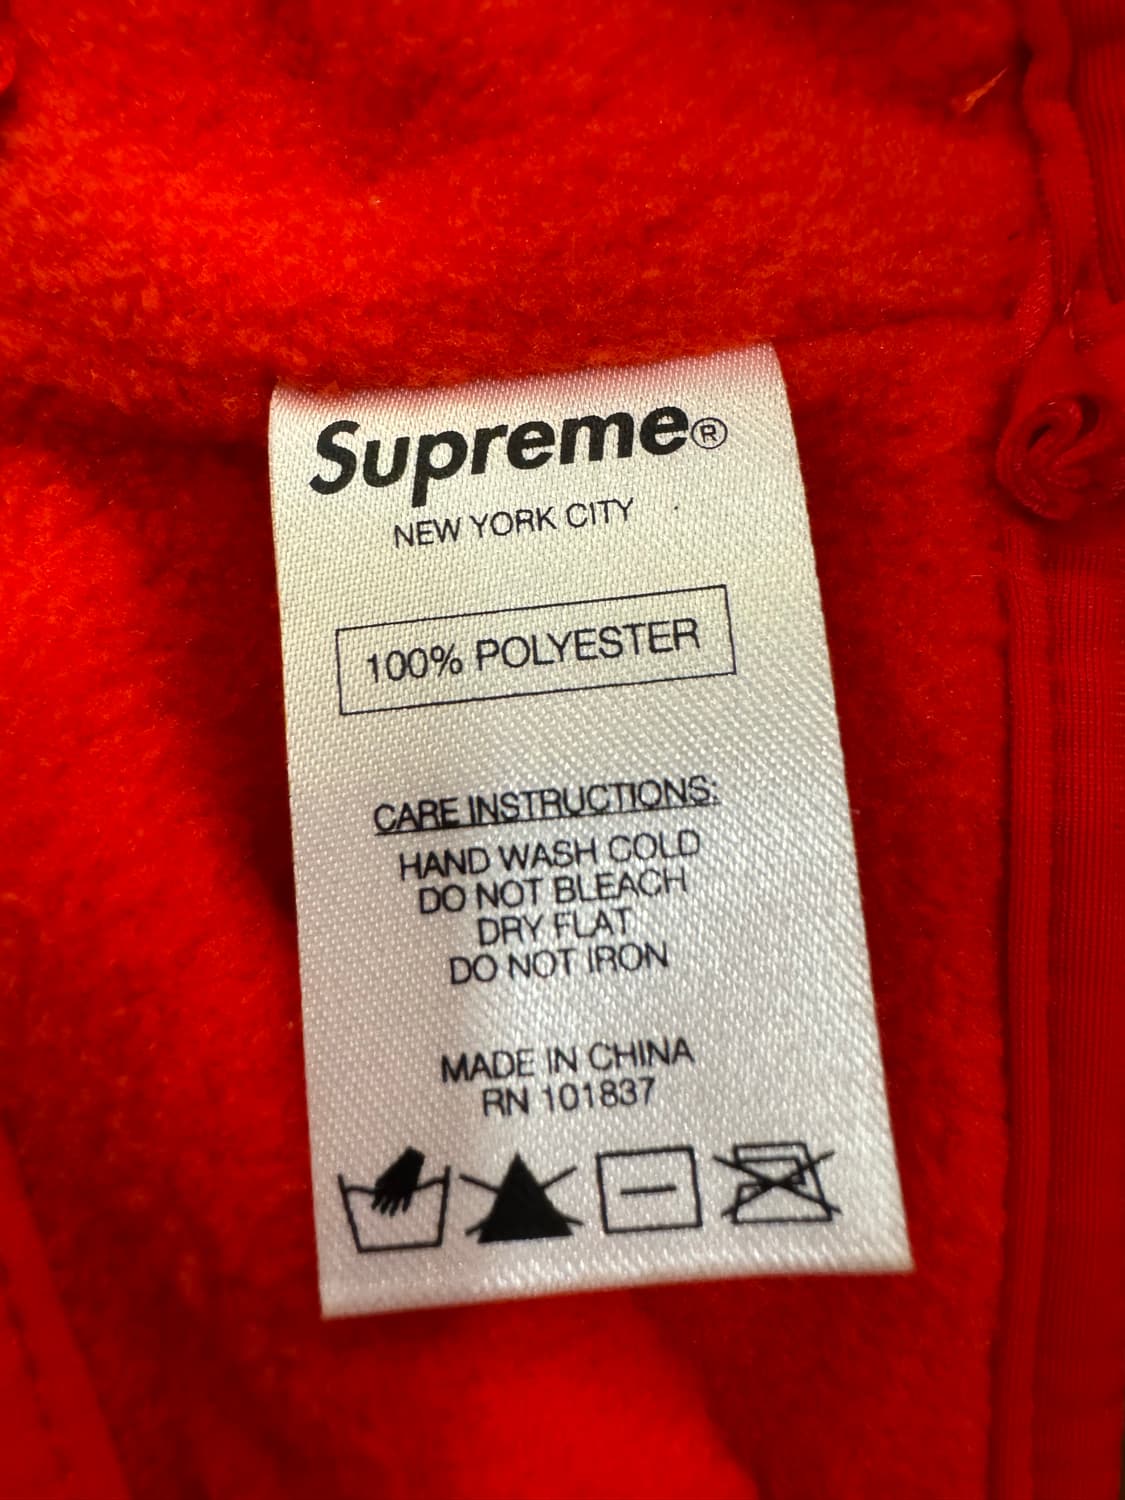 Supreme®
NEW YORK CITY
100% POLYESTER
CARE INSTRUCTIONS:
HAND WASH COLD
DO NOT BLEACH
DRY FLAT
DO NOT IRON
MADE IN CHINA
RN 101837